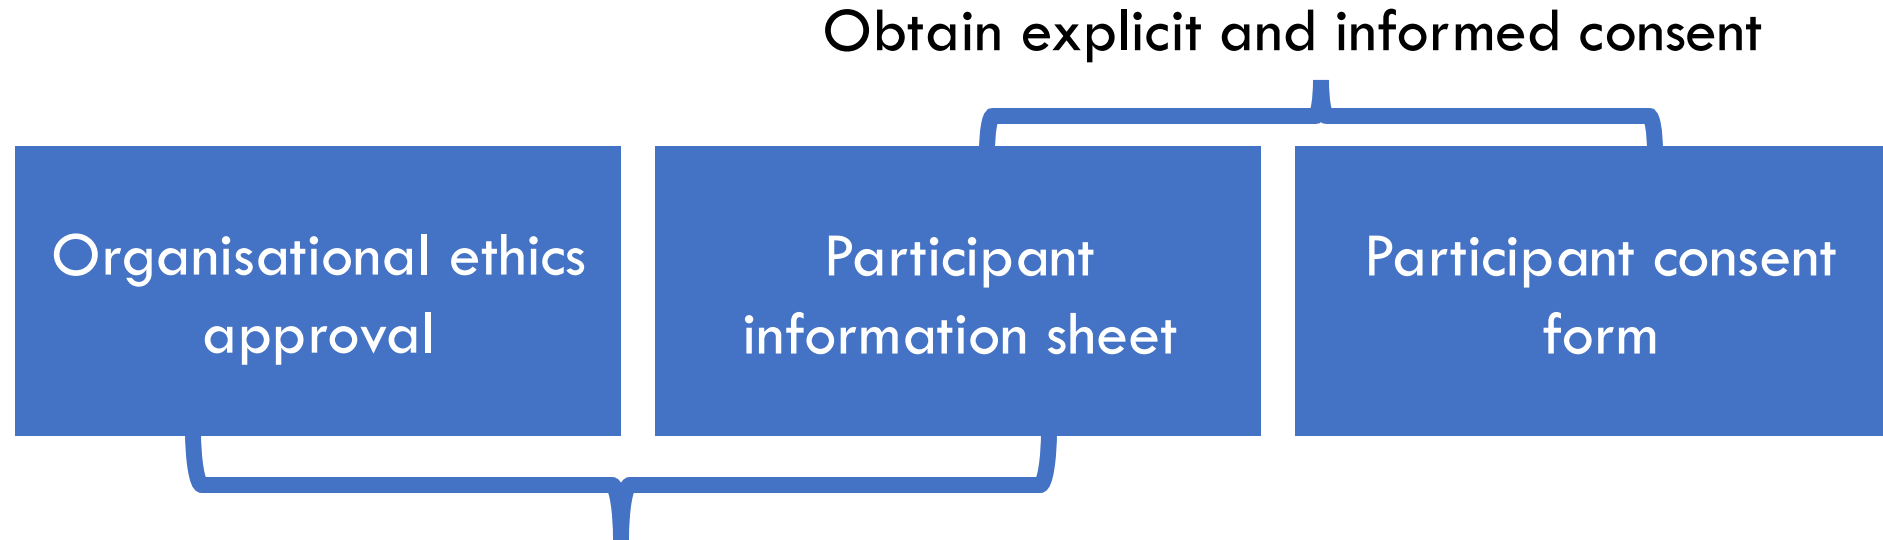 Obtain explicit and informed consent
Organisational ethics
approval
Participant
information sheet
Participant consent
form